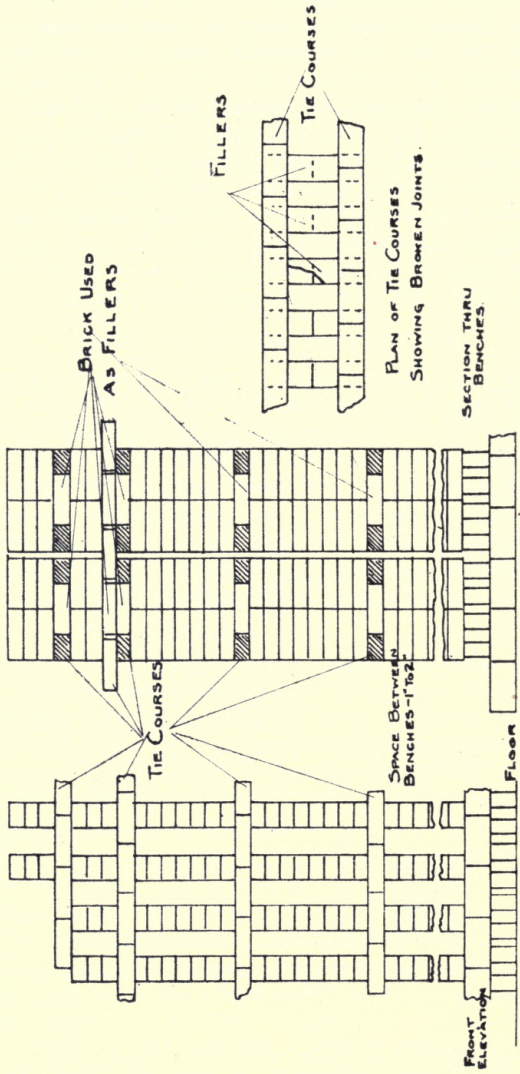 FRONT
ELEVATION
FLOOR
TIE COURSES
SPACE BETWEEN
BENCHES-1" TO 2"
BRICK USED
AS FILLERS
SECTION THRU
BENCHES.
FILLERS
TIE COURSES
PLAN OF TIE COURSES
SHOWING BROKEN JOINTS.